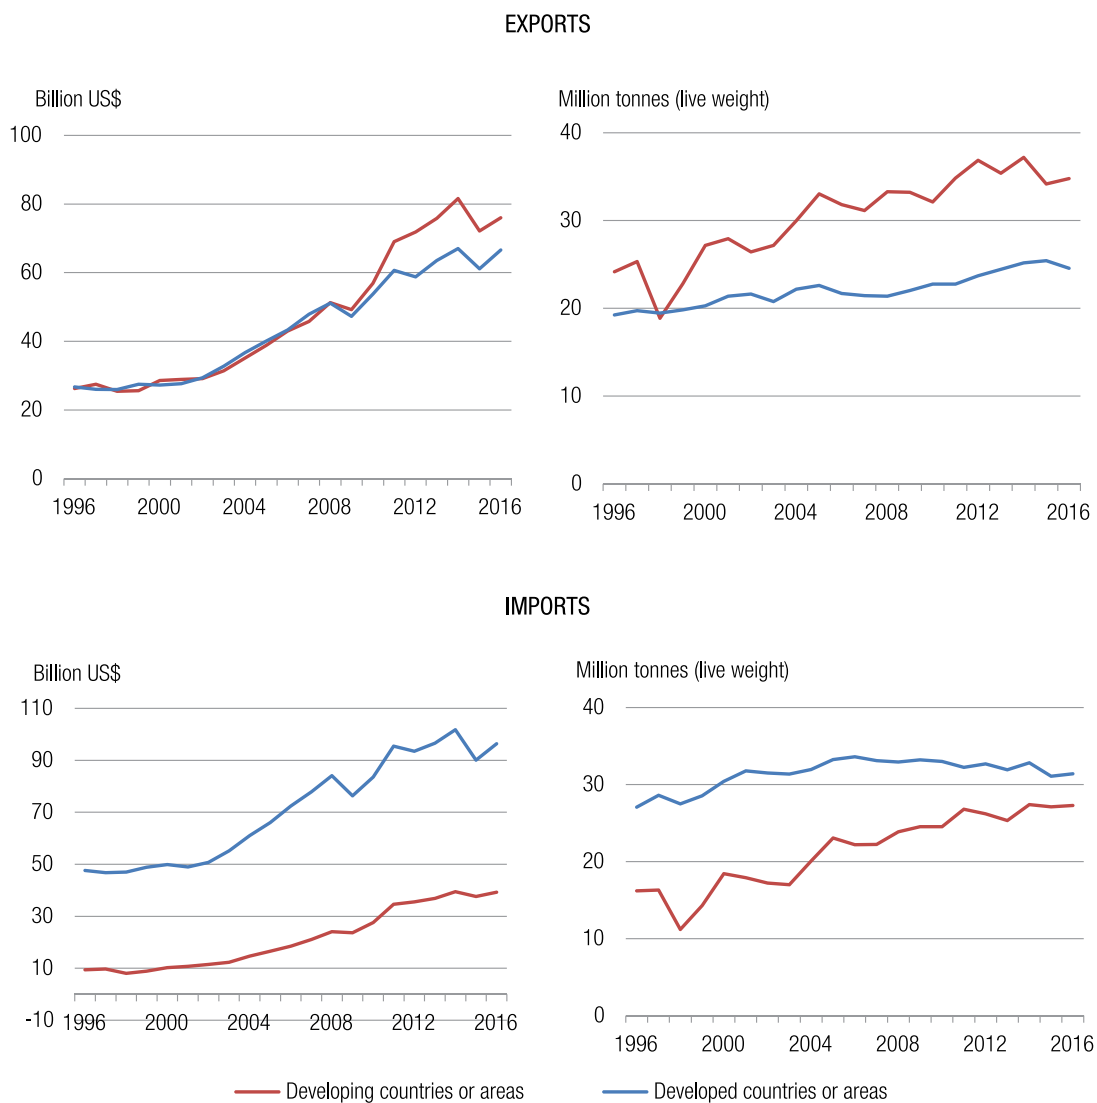 EXPORTS
Billion US$
100
80
60
40
20
0
1996 2000 2004 2008 2012 2016
Million tonnes (live weight)
40
30
20
10
0
1996 2000 2004 2008 2012 2016
IMPORTS
Billion US$
110
90
70
50
30
10
-10
1996 2000 2004 2008 2012 2016
Million tonnes (live weight)
40
30
20
10
0
1996 2000 2004 2008 2012 2016
Developing countries or areas
Developed countries or areas